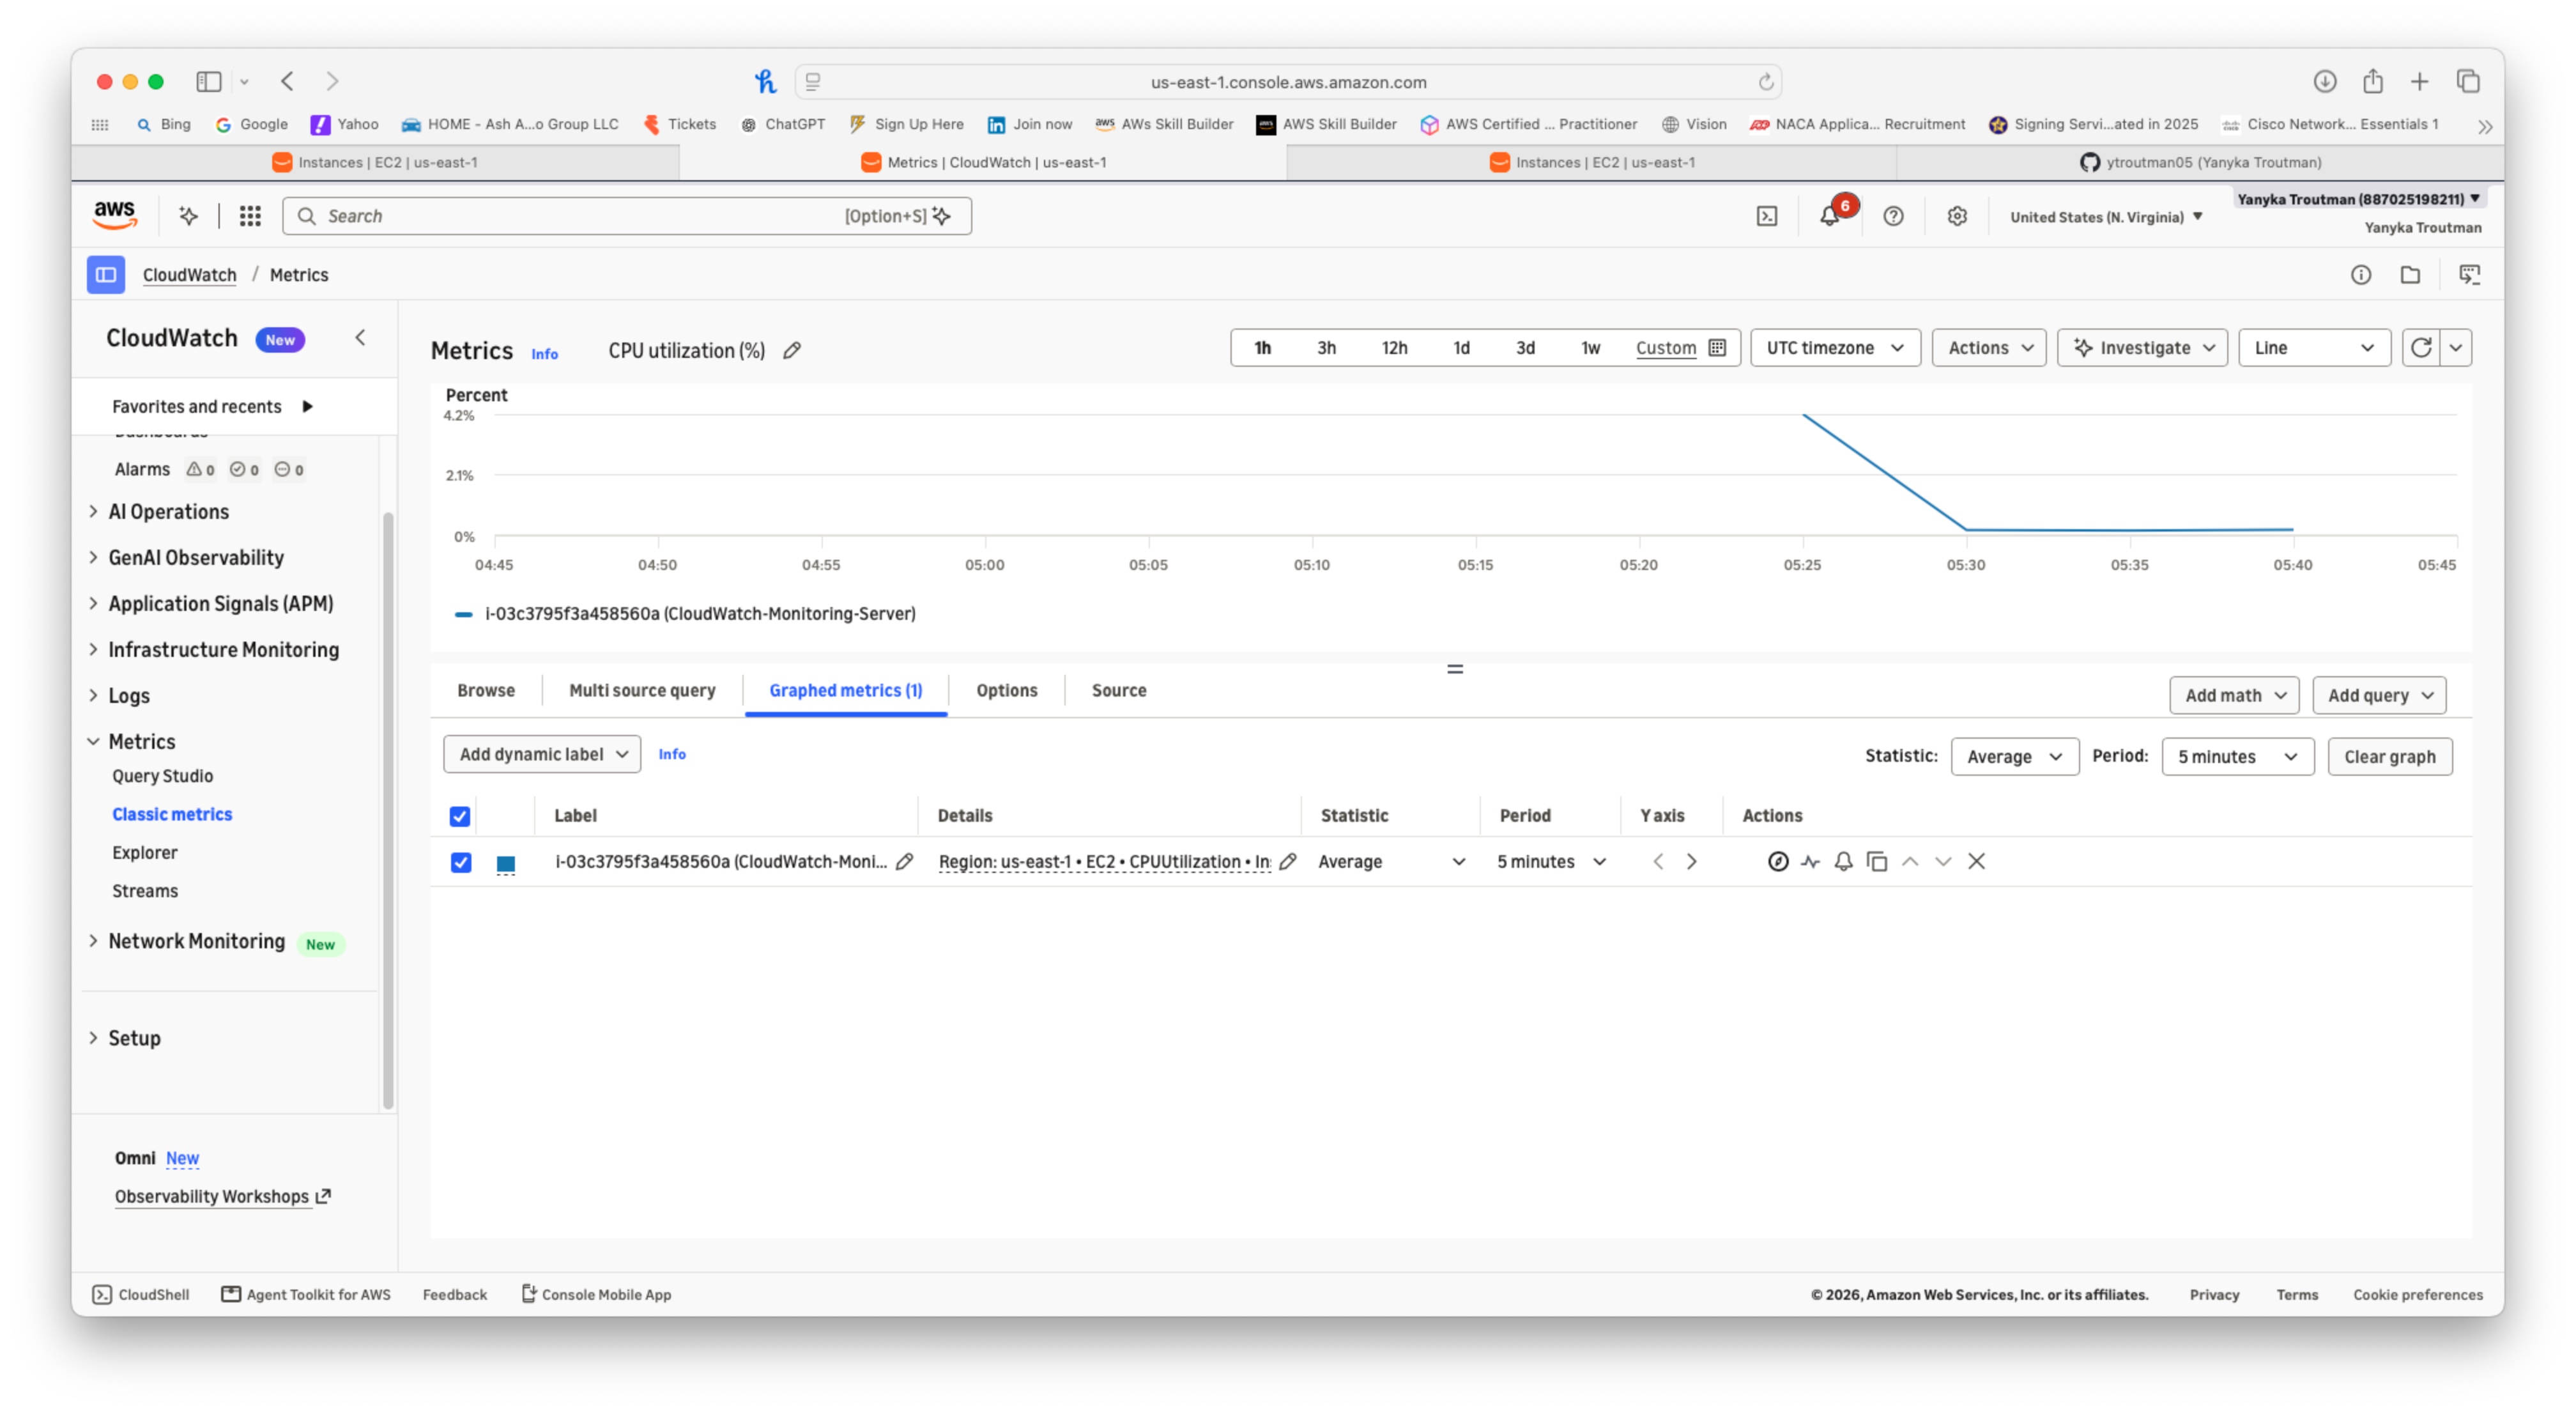 us-east-1.console.aws.amazon.com
Bing Google Yahoo HOME - Ash A...o Group LLC Tickets ChatGPT Sign Up Here Join now AWs Skill Builder AWS Skill Builder AWS Certified ... Practitioner Vision NACA Applica... Recruitment Signing Servi...ated in 2025 Cisco Network... Essentials 1
Instances | EC2 | us-east-1 Metrics | CloudWatch | us-east-1 Instances | EC2 | us-east-1 ytroutman05 (Yanyka Troutman)
aws Search [Option+S] 6 United States (N. Virginia) Yanyka Troutman (887025198211)
Yanyka Troutman
CloudWatch / Metrics
CloudWatch New
Favorites and recents
Dashboards
Alarms 0 0 0
AI Operations
GenAI Observability
Application Signals (APM)
Infrastructure Monitoring
Logs
Metrics
Query Studio
Classic metrics
Explorer
Streams
Network Monitoring New
Setup
Omni New
Observability Workshops
Metrics Info CPU utilization (%) 1h 3h 12h 1d 3d 1w Custom UTC timezone Actions Investigate Line
Percent
4.2%
2.1%
0%
04:45 04:50 04:55 05:00 05:05 05:10 05:15 05:20 05:25 05:30 05:35 05:40 05:45
i-03c3795f3a458560a (CloudWatch-Monitoring-Server)
Browse Multi source query Graphed metrics (1) Options Source Add math Add query
Add dynamic label Info Statistic: Average Period: 5 minutes Clear graph
Label Details Statistic Period Y axis Actions
i-03c3795f3a458560a (CloudWatch-Moni... Region: us-east-1 • EC2 • CPUUtilization • In Average 5 minutes
CloudShell Agent Toolkit for AWS Feedback Console Mobile App © 2026, Amazon Web Services, Inc. or its affiliates. Privacy Terms Cookie preferences